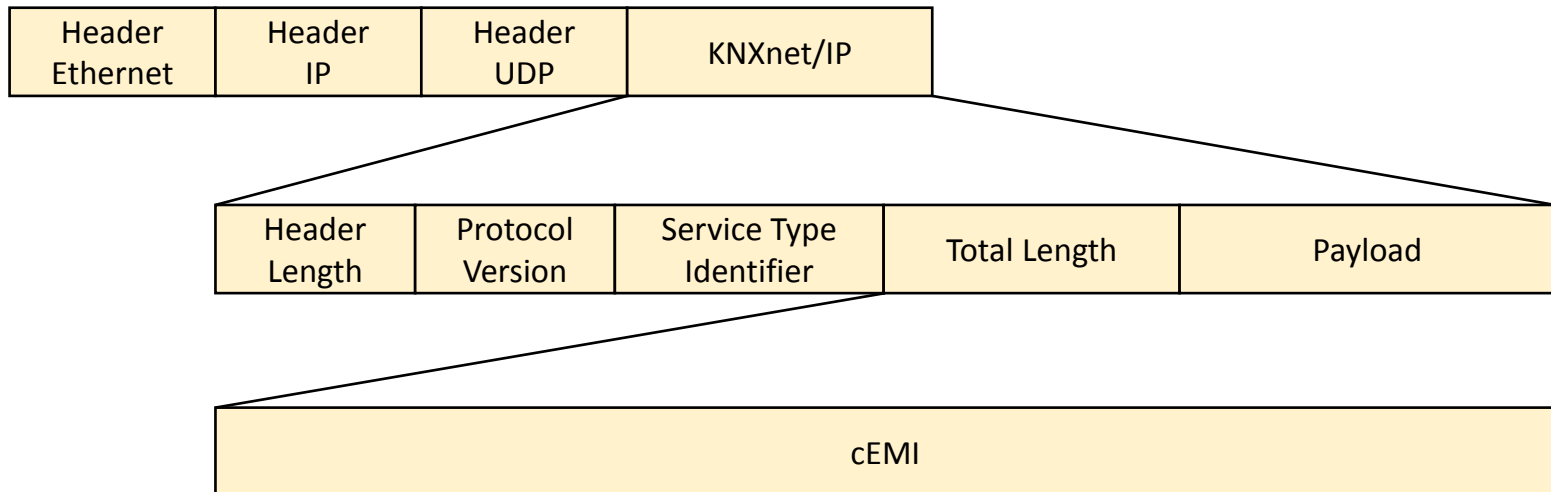 Header
Ethernet
Header
IP
Header
UDP
KNXnet/IP
Header
Length
Protocol
Version
Service Type
Identifier
Total Length
Payload
cEMI